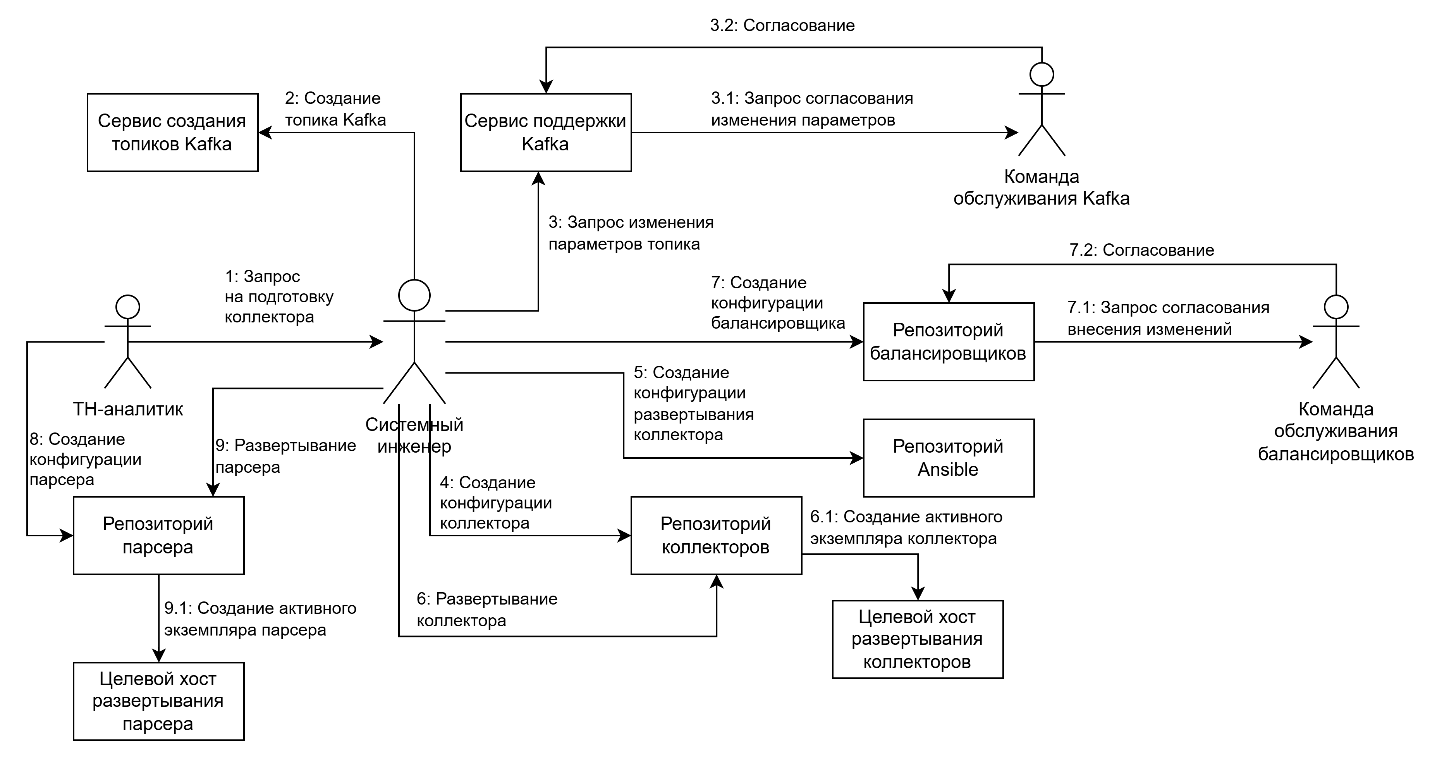 3.2: Согласование
2: Создание
топика Kafka
3.1: Запрос согласования
изменения параметров
Сервис создания
топиков Kafka
Сервис поддержки
Kafka
Команда
обслуживания Kafka
3: Запрос изменения
параметров топика
7.2: Согласование
1: Запрос
на подготовку
коллектора
7: Создание
конфигурации
балансировщика
7.1: Запрос согласования
внесения изменений
Репозиторий
балансировщиков
ТН-аналитик
Системный
инженер
5: Создание
конфигурации
развертывания
коллектора
Команда
обслуживания
балансировщиков
8: Создание
конфигурации
парсера
9: Развертывание
парсера
Репозиторий
Ansible
4: Создание
конфигурации
коллектора
Репозиторий
парсера
Репозиторий
коллекторов
6.1: Создание активного
экземпляра коллектора
9.1: Создание активного
экземпляра парсера
6: Развертывание
коллектора
Целевой хост
развертывания
коллекторов
Целевой хост
развертывания
парсера